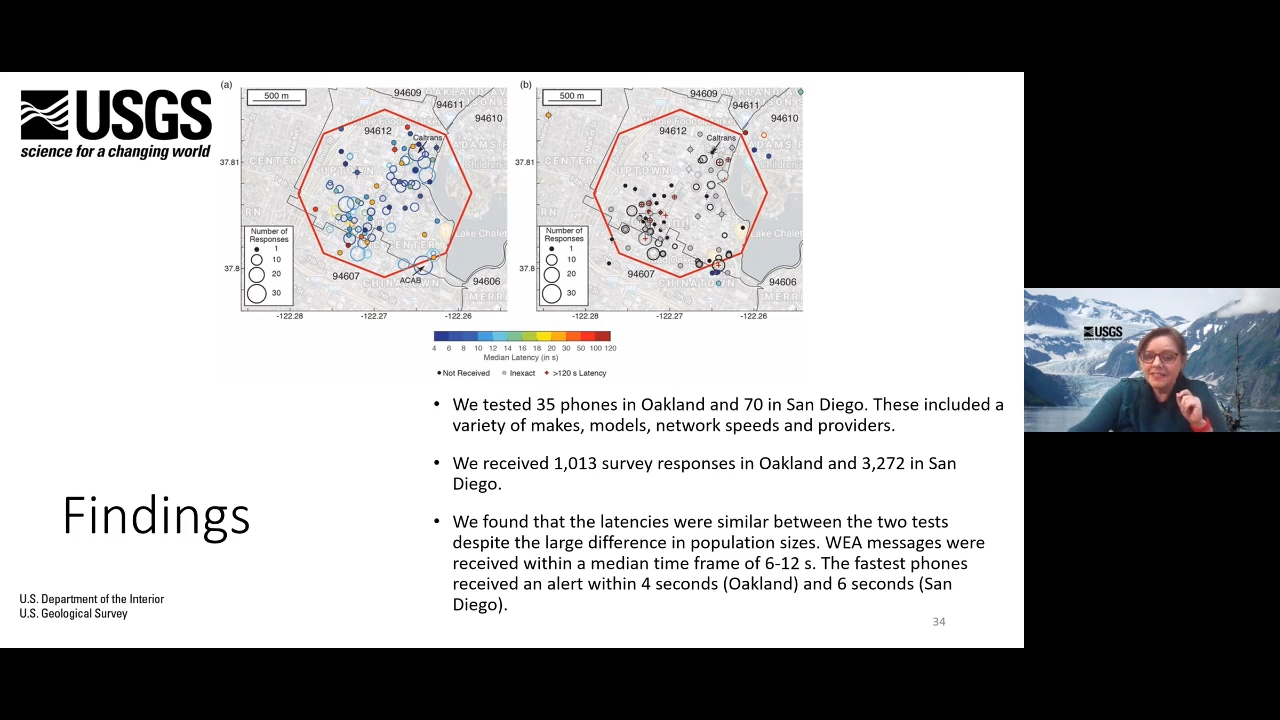 USGS
science for a changing world
(a)
500 m
94609
94611
94610
94612
Caltrans
37.81
CENTER
UPTOWN
Number of
Responses
1
10
20
30
CENTER
Lake Chalet
37.8
94607
ACAB
94606
CHINATOWN
MERRI
-122.28
-122.27
-122.26
(b)
500 m
94609
94611
94610
94612
Caltrans
37.81
CENTER
UPTOWN
Number of
Responses
1
10
20
30
Lake Chalet
37.8
94607
94606
CHINATOWN
MERRI
-122.28
-122.27
-122.26
4 6 8 10 12 14 16 18 20 30 50 100 120
Median Latency (in s)
Not Received Inexact >120 s Latency
• We tested 35 phones in Oakland and 70 in San Diego. These included a
variety of makes, models, network speeds and providers.
• We received 1,013 survey responses in Oakland and 3,272 in San
Diego.
• We found that the latencies were similar between the two tests
despite the large difference in population sizes. WEA messages were
received within a median time frame of 6-12 s. The fastest phones
received an alert within 4 seconds (Oakland) and 6 seconds (San
Diego).
Findings
U.S. Department of the Interior
U.S. Geological Survey
34
USGS